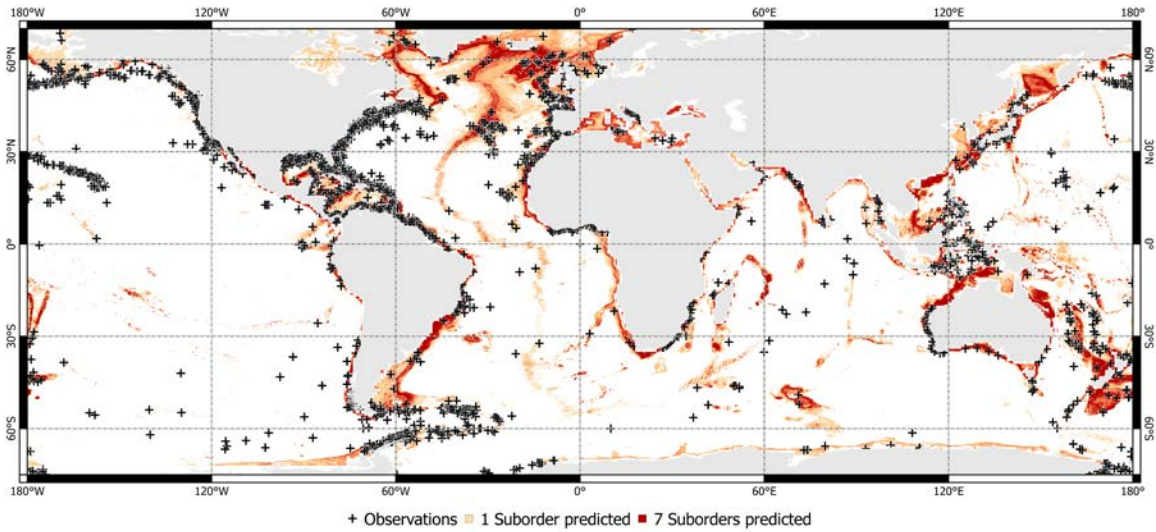 180°W 120°W 60°W 0° 60°E 120°E 180°
60°N 60°N
30°N 30°N
0° 0°
30°S 30°S
60°S 60°S
180°W 120°W 60°W 0° 60°E 120°E 180°
+ Observations 1 Suborder predicted 7 Suborders predicted